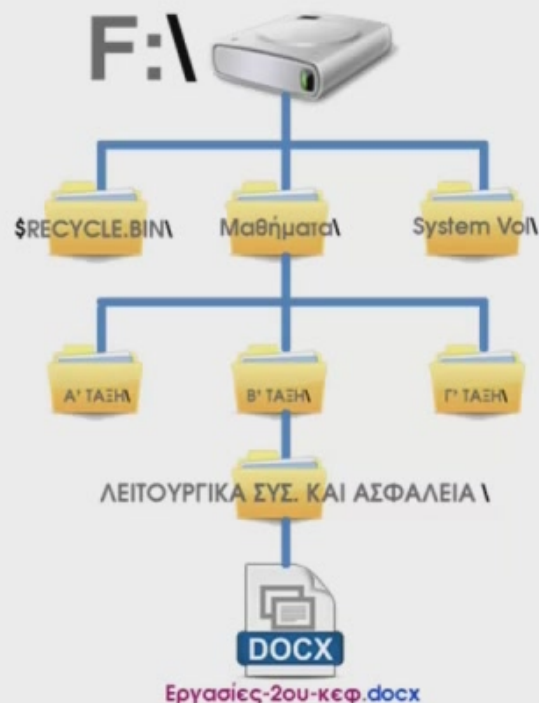 F:\
$RECYCLE.BIN\ Μαθήματα\ System Vol\
Α' ΤΑΞΗ\ Β' ΤΑΞΗ\ Γ' ΤΑΞΗ\
ΛΕΙΤΟΥΡΓΙΚΑ ΣΥΣ. ΚΑΙ ΑΣΦΑΛΕΙΑ \
DOCX
Εργασίες-2ου-κεφ.docx